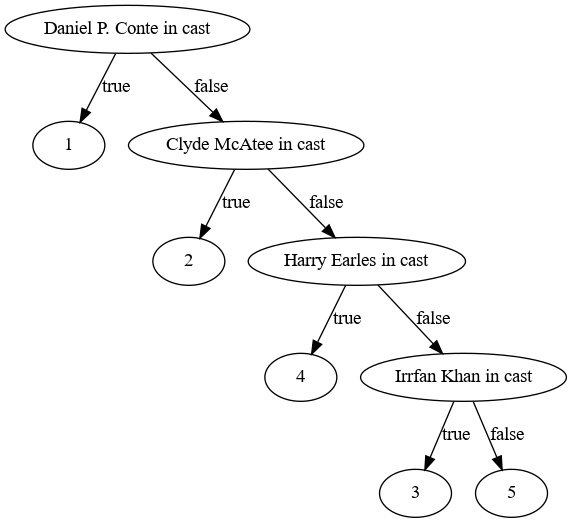 Daniel P. Conte in cast
true
false
1
Clyde McAtee in cast
true
false
2
Harry Earles in cast
true
false
4
Irrfan Khan in cast
true
false
3
5